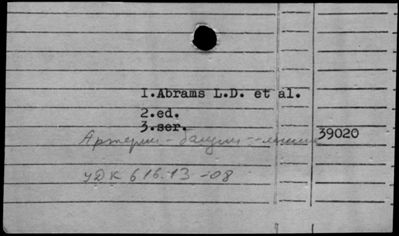 1.Abrams L.D. et al.
2.ed.
3.ser.
Артерии - 39020
УДК 616.13 -08